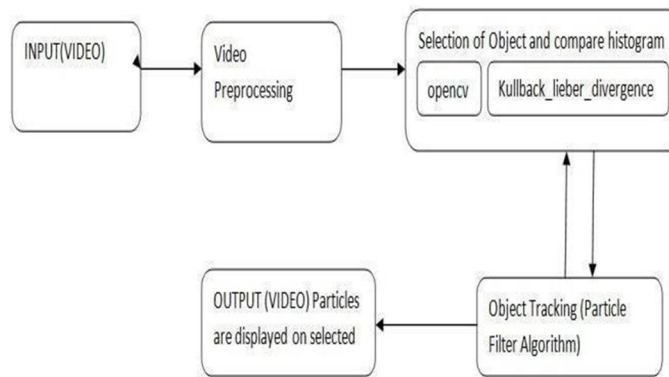 INPUT(VIDEO)
Video
Preprocessing
Selection of Object and compare histogram
opencv
Kullback_lieber_divergence
OUTPUT (VIDEO) Particles
are displayed on selected
Object Tracking (Particle
Filter Algorithm)